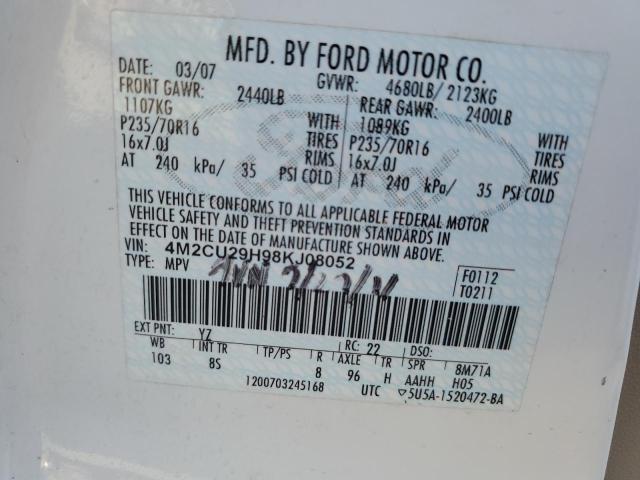 MFD. BY FORD MOTOR CO.
DATE: 03/07 GVWR: 4680LB/ 2123KG
FRONT GAWR: 2440LB REAR GAWR: 2400LB
1107KG WITH 1089KG WITH
P235/70R16 TIRES P235/70R16 TIRES
16x7.0J RIMS 16x7.0J RIMS
AT 240 kPa/ 35 PSI COLD AT 240 kPa/ 35 PSI COLD
THIS VEHICLE CONFORMS TO ALL APPLICABLE FEDERAL MOTOR
VEHICLE SAFETY AND THEFT PREVENTION STANDARDS IN
EFFECT ON THE DATE OF MANUFACTURE SHOWN ABOVE.
VIN: 4M2CU29H98KJ08052
TYPE: MPV F0112
T0211
EXT PNT: YZ RC: 22 DSO:
WB INT TR TP/PS R AXLE TR SPR 8M71A
103 8S 8 96 H AAHH H05
1200703245168 UTC ▽5U5A-1520472-BA